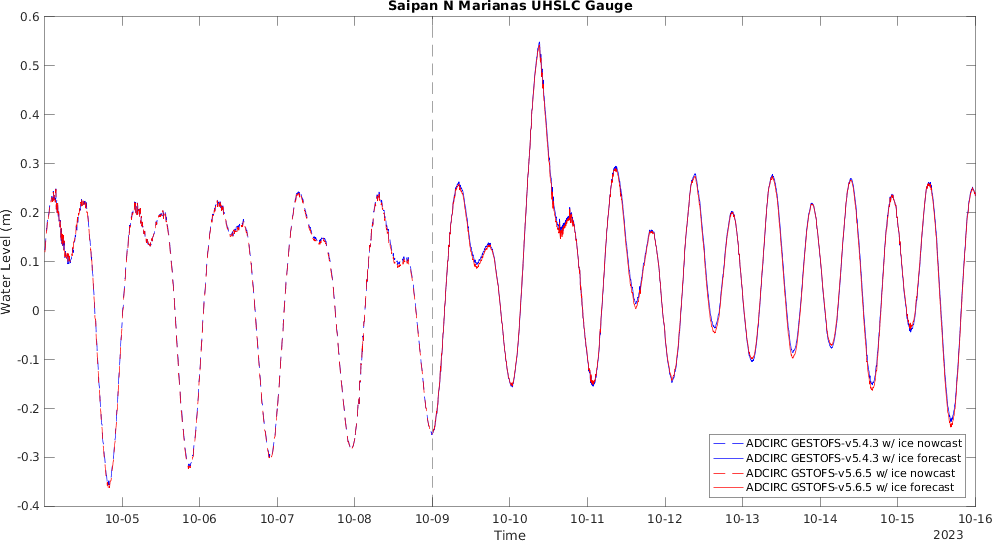 Saipan N Marianas UHSLC Gauge
0.6
0.5
0.4
0.3
0.2
0.1
0
-0.1
-0.2
-0.3
-0.4
Water Level (m)
ADCIRC GESTOFS-v5.4.3 w/ ice nowcast
ADCIRC GESTOFS-v5.4.3 w/ ice forecast
ADCIRC GSTOFS-v5.6.5 w/ ice nowcast
ADCIRC GSTOFS-v5.6.5 w/ ice forecast
10-05 10-06 10-07 10-08 10-09 10-10 10-11 10-12 10-13 10-14 10-15 10-16
Time
2023